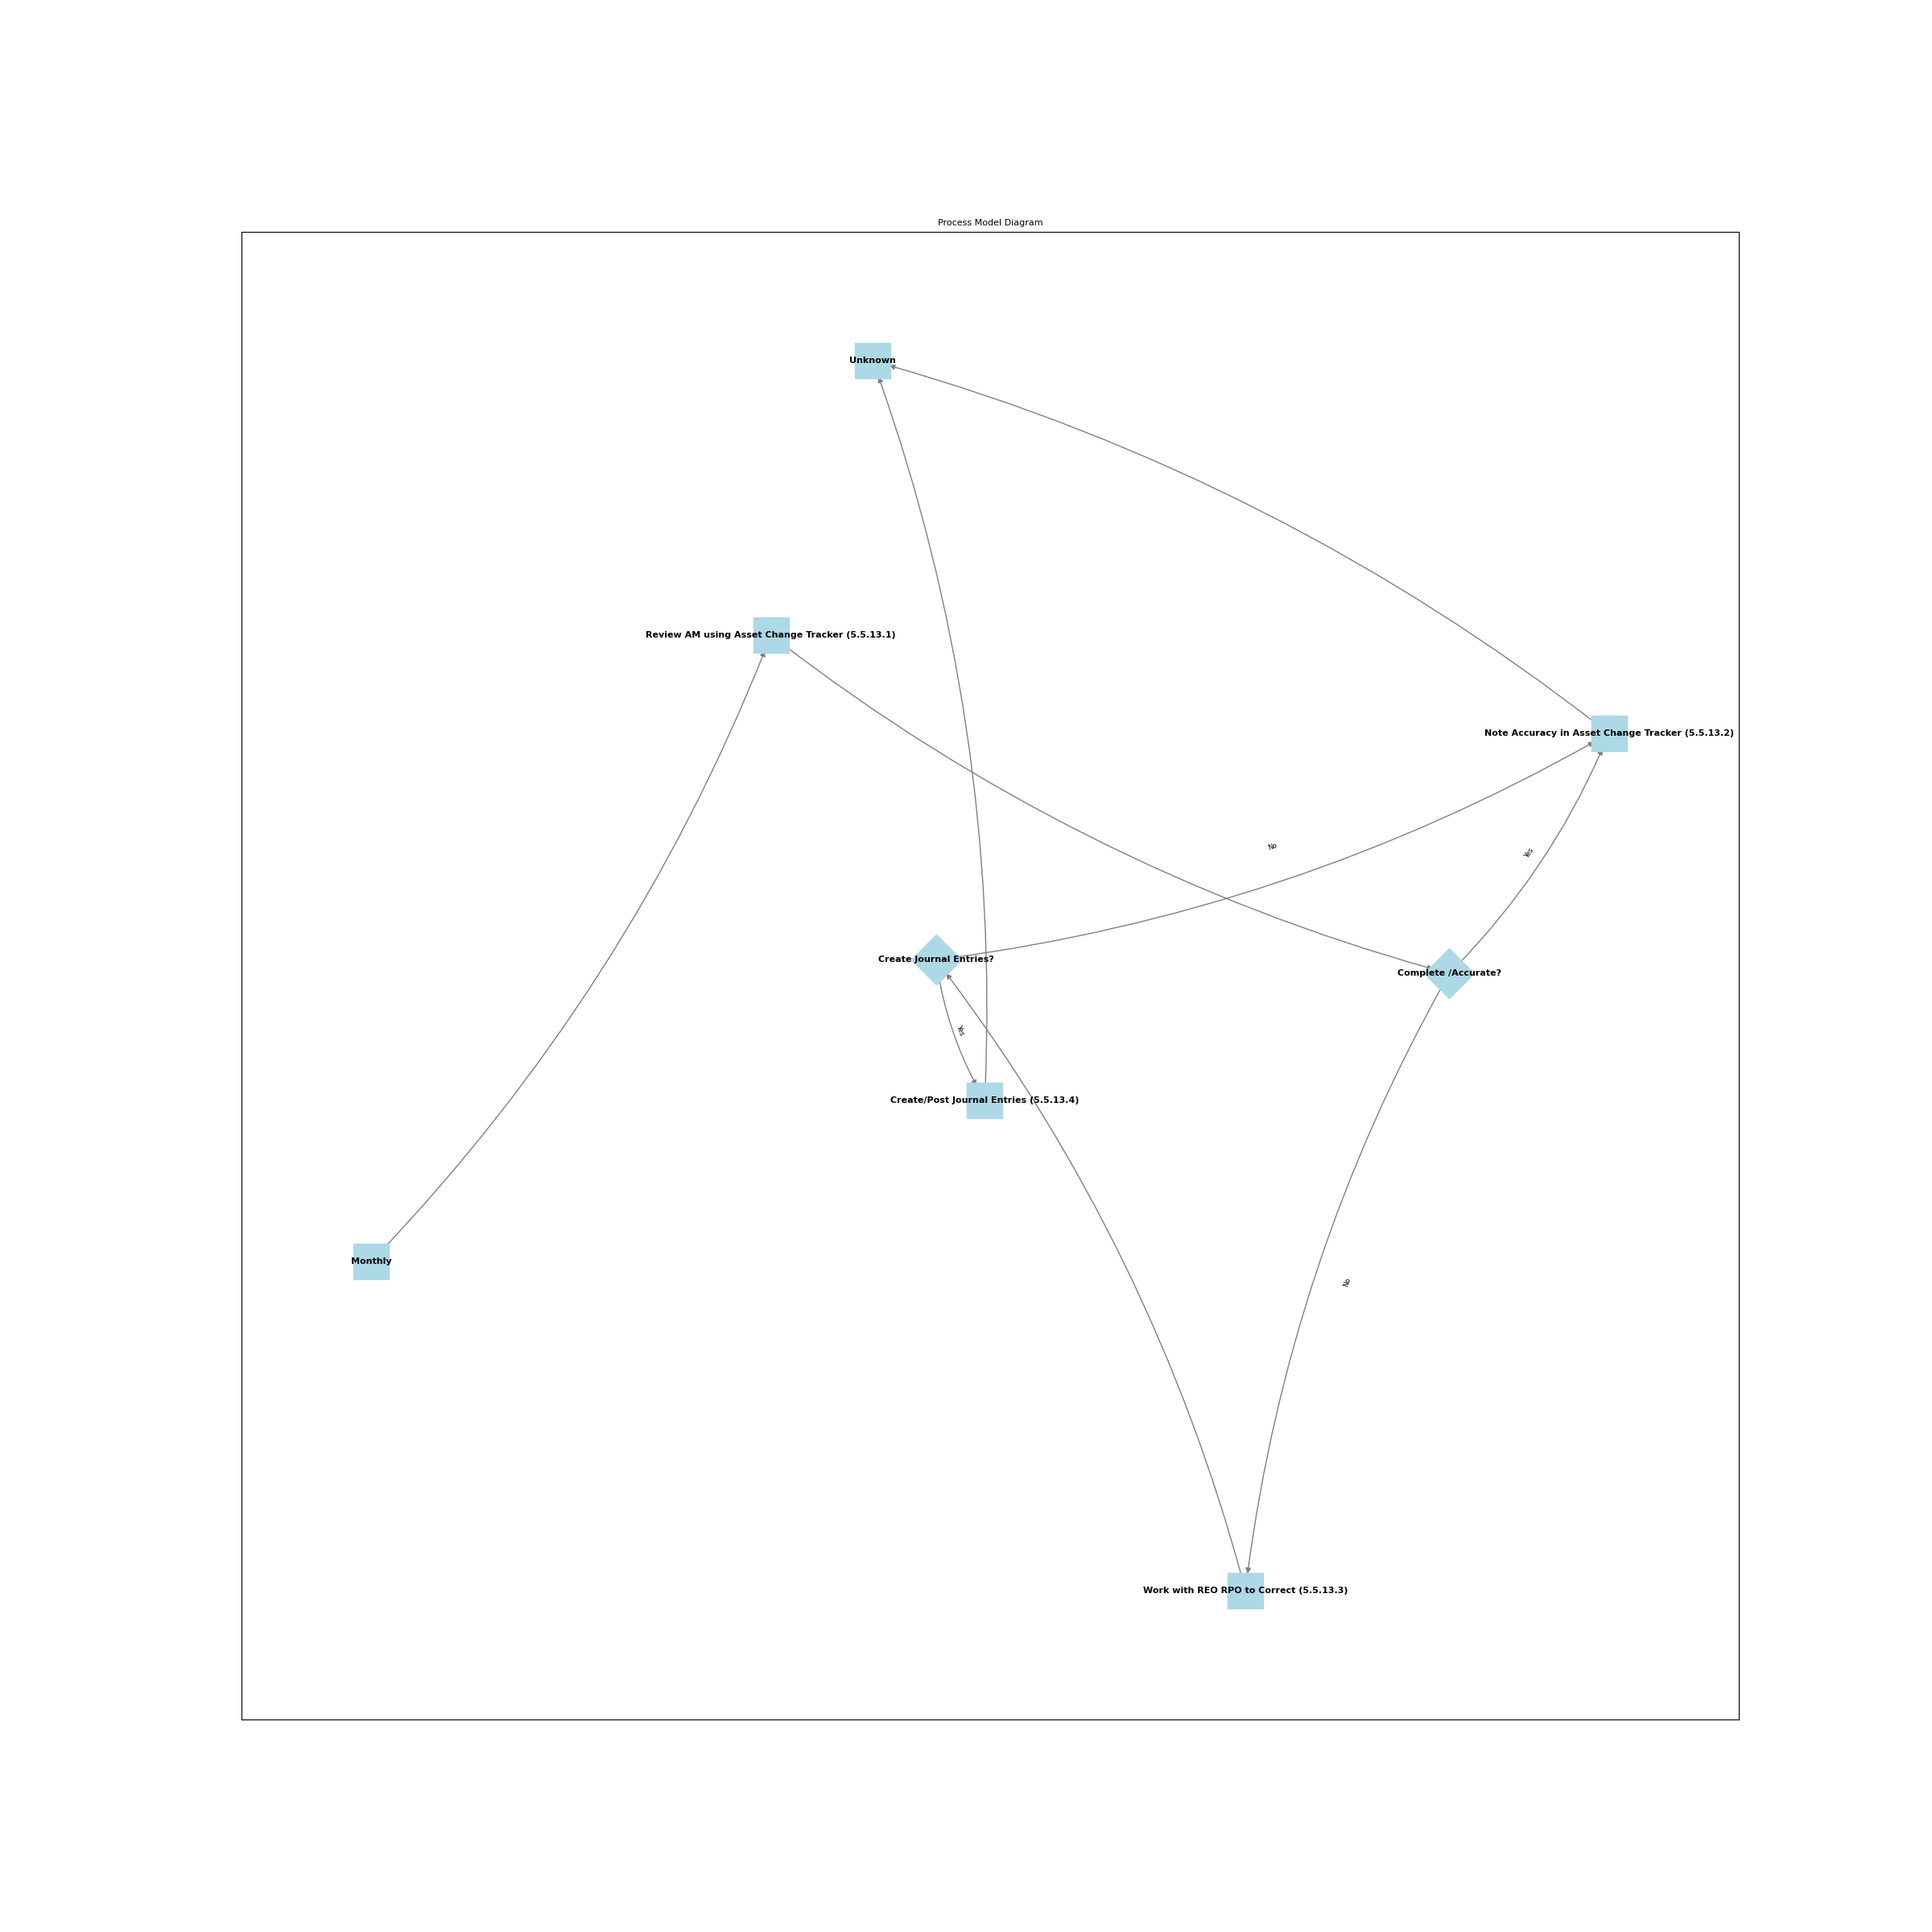 Process Model Diagram
Unknown
Review AM using Asset Change Tracker (5.5.13.1)
Note Accuracy in Asset Change Tracker (5.5.13.2)
No
Yes
Create Journal Entries?
Complete /Accurate?
Yes
Create/Post Journal Entries (5.5.13.4)
Monthly
No
Work with REO RPO to Correct (5.5.13.3)